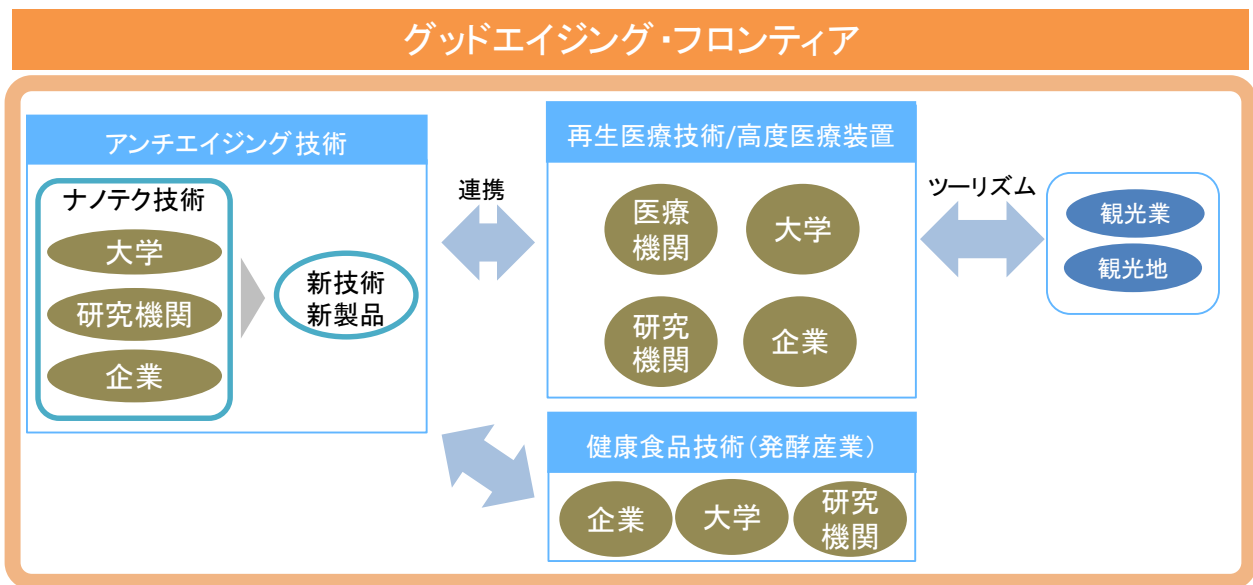 グッドエイジング・フロンティア
アンチエイジング技術
ナノテク技術
大学
研究機関
企業
新技術
新製品
連携
再生医療技術/高度医療装置
医療
機関
大学
研究
機関
企業
ツーリズム
観光業
観光地
健康食品技術(発酵産業)
企業
大学
研究
機関